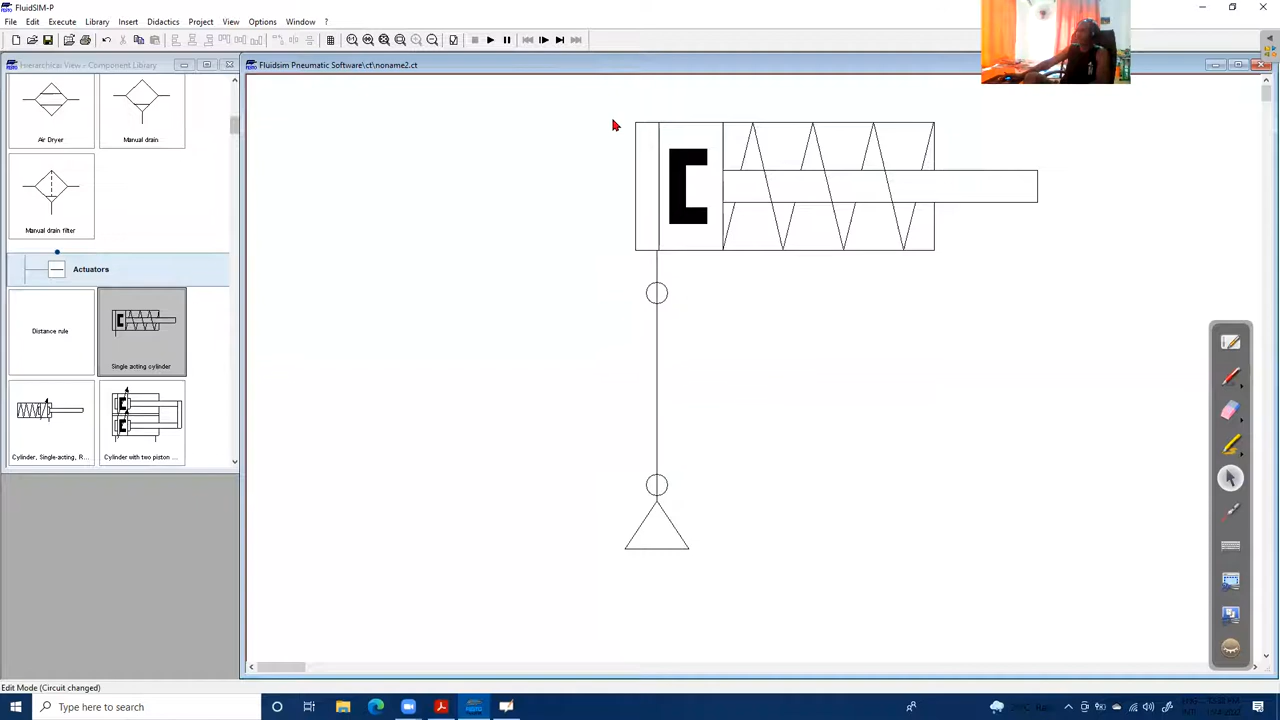 FluidSIM-P
File Edit Execute Library Insert Didactics Project View Options Window ?
Hierarchical View - Component Library
Fluidsim Pneumatic Software\ct\noname2.ct
Air Dryer
Manual drain
Manual drain filter
Actuators
Distance rule
Single acting cylinder
Cylinder, Single-acting, R...
Cylinder with two piston ...
Edit Mode (Circuit changed)
Type here to search
ENG